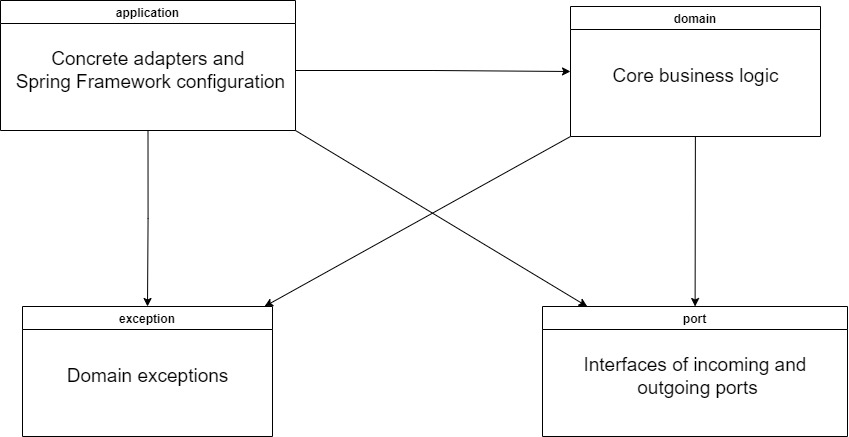 application
Concrete adapters and
Spring Framework configuration
domain
Core business logic
exception
Domain exceptions
port
Interfaces of incoming and
outgoing ports